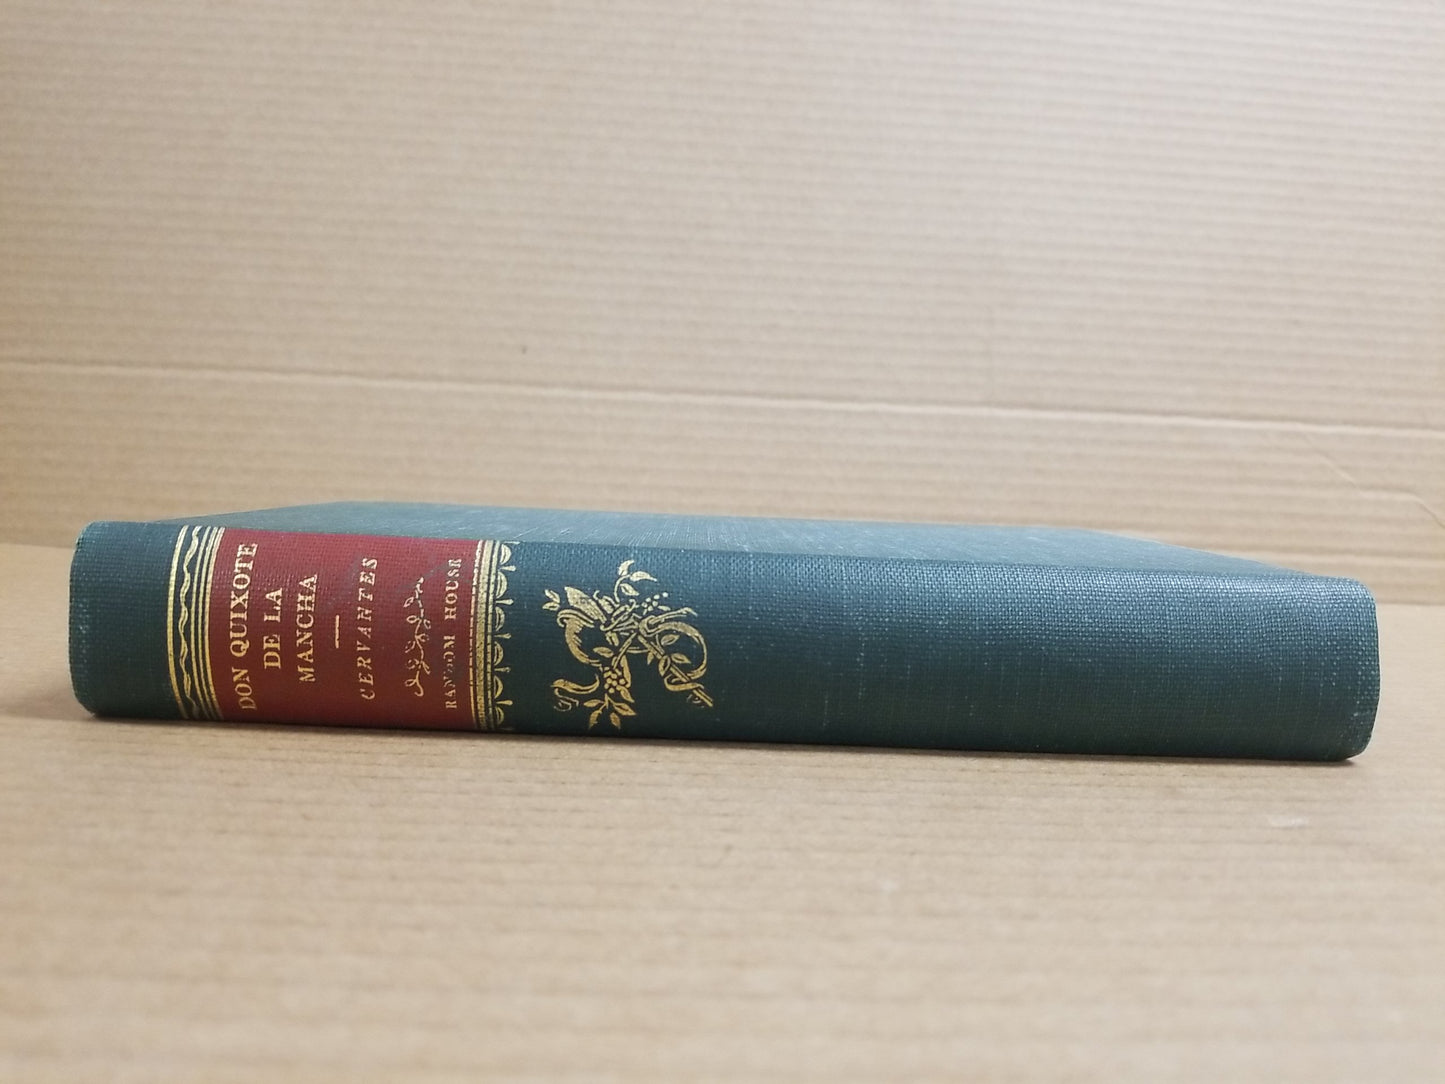 DON QUIXOTE
DE LA
MANCHA
CERVANTES
RANDOM HOUSE